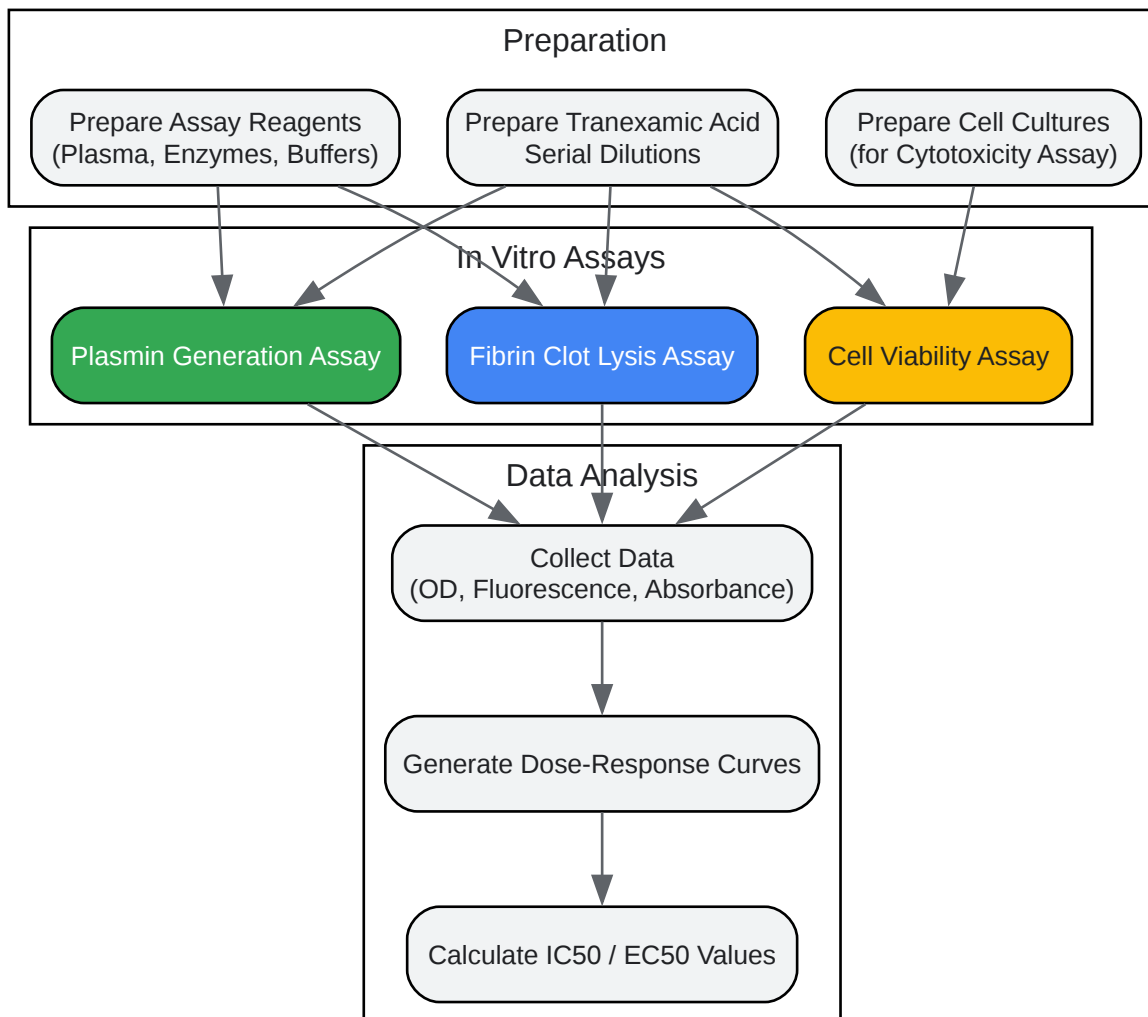 Preparation
Prepare Assay Reagents
(Plasma, Enzymes, Buffers)
Prepare Tranexamic Acid
Serial Dilutions
Prepare Cell Cultures
(for Cytotoxicity Assay)
In Vitro Assays
Plasmin Generation Assay
Fibrin Clot Lysis Assay
Cell Viability Assay
Data Analysis
Collect Data
(OD, Fluorescence, Absorbance)
Generate Dose-Response Curves
Calculate IC50 / EC50 Values